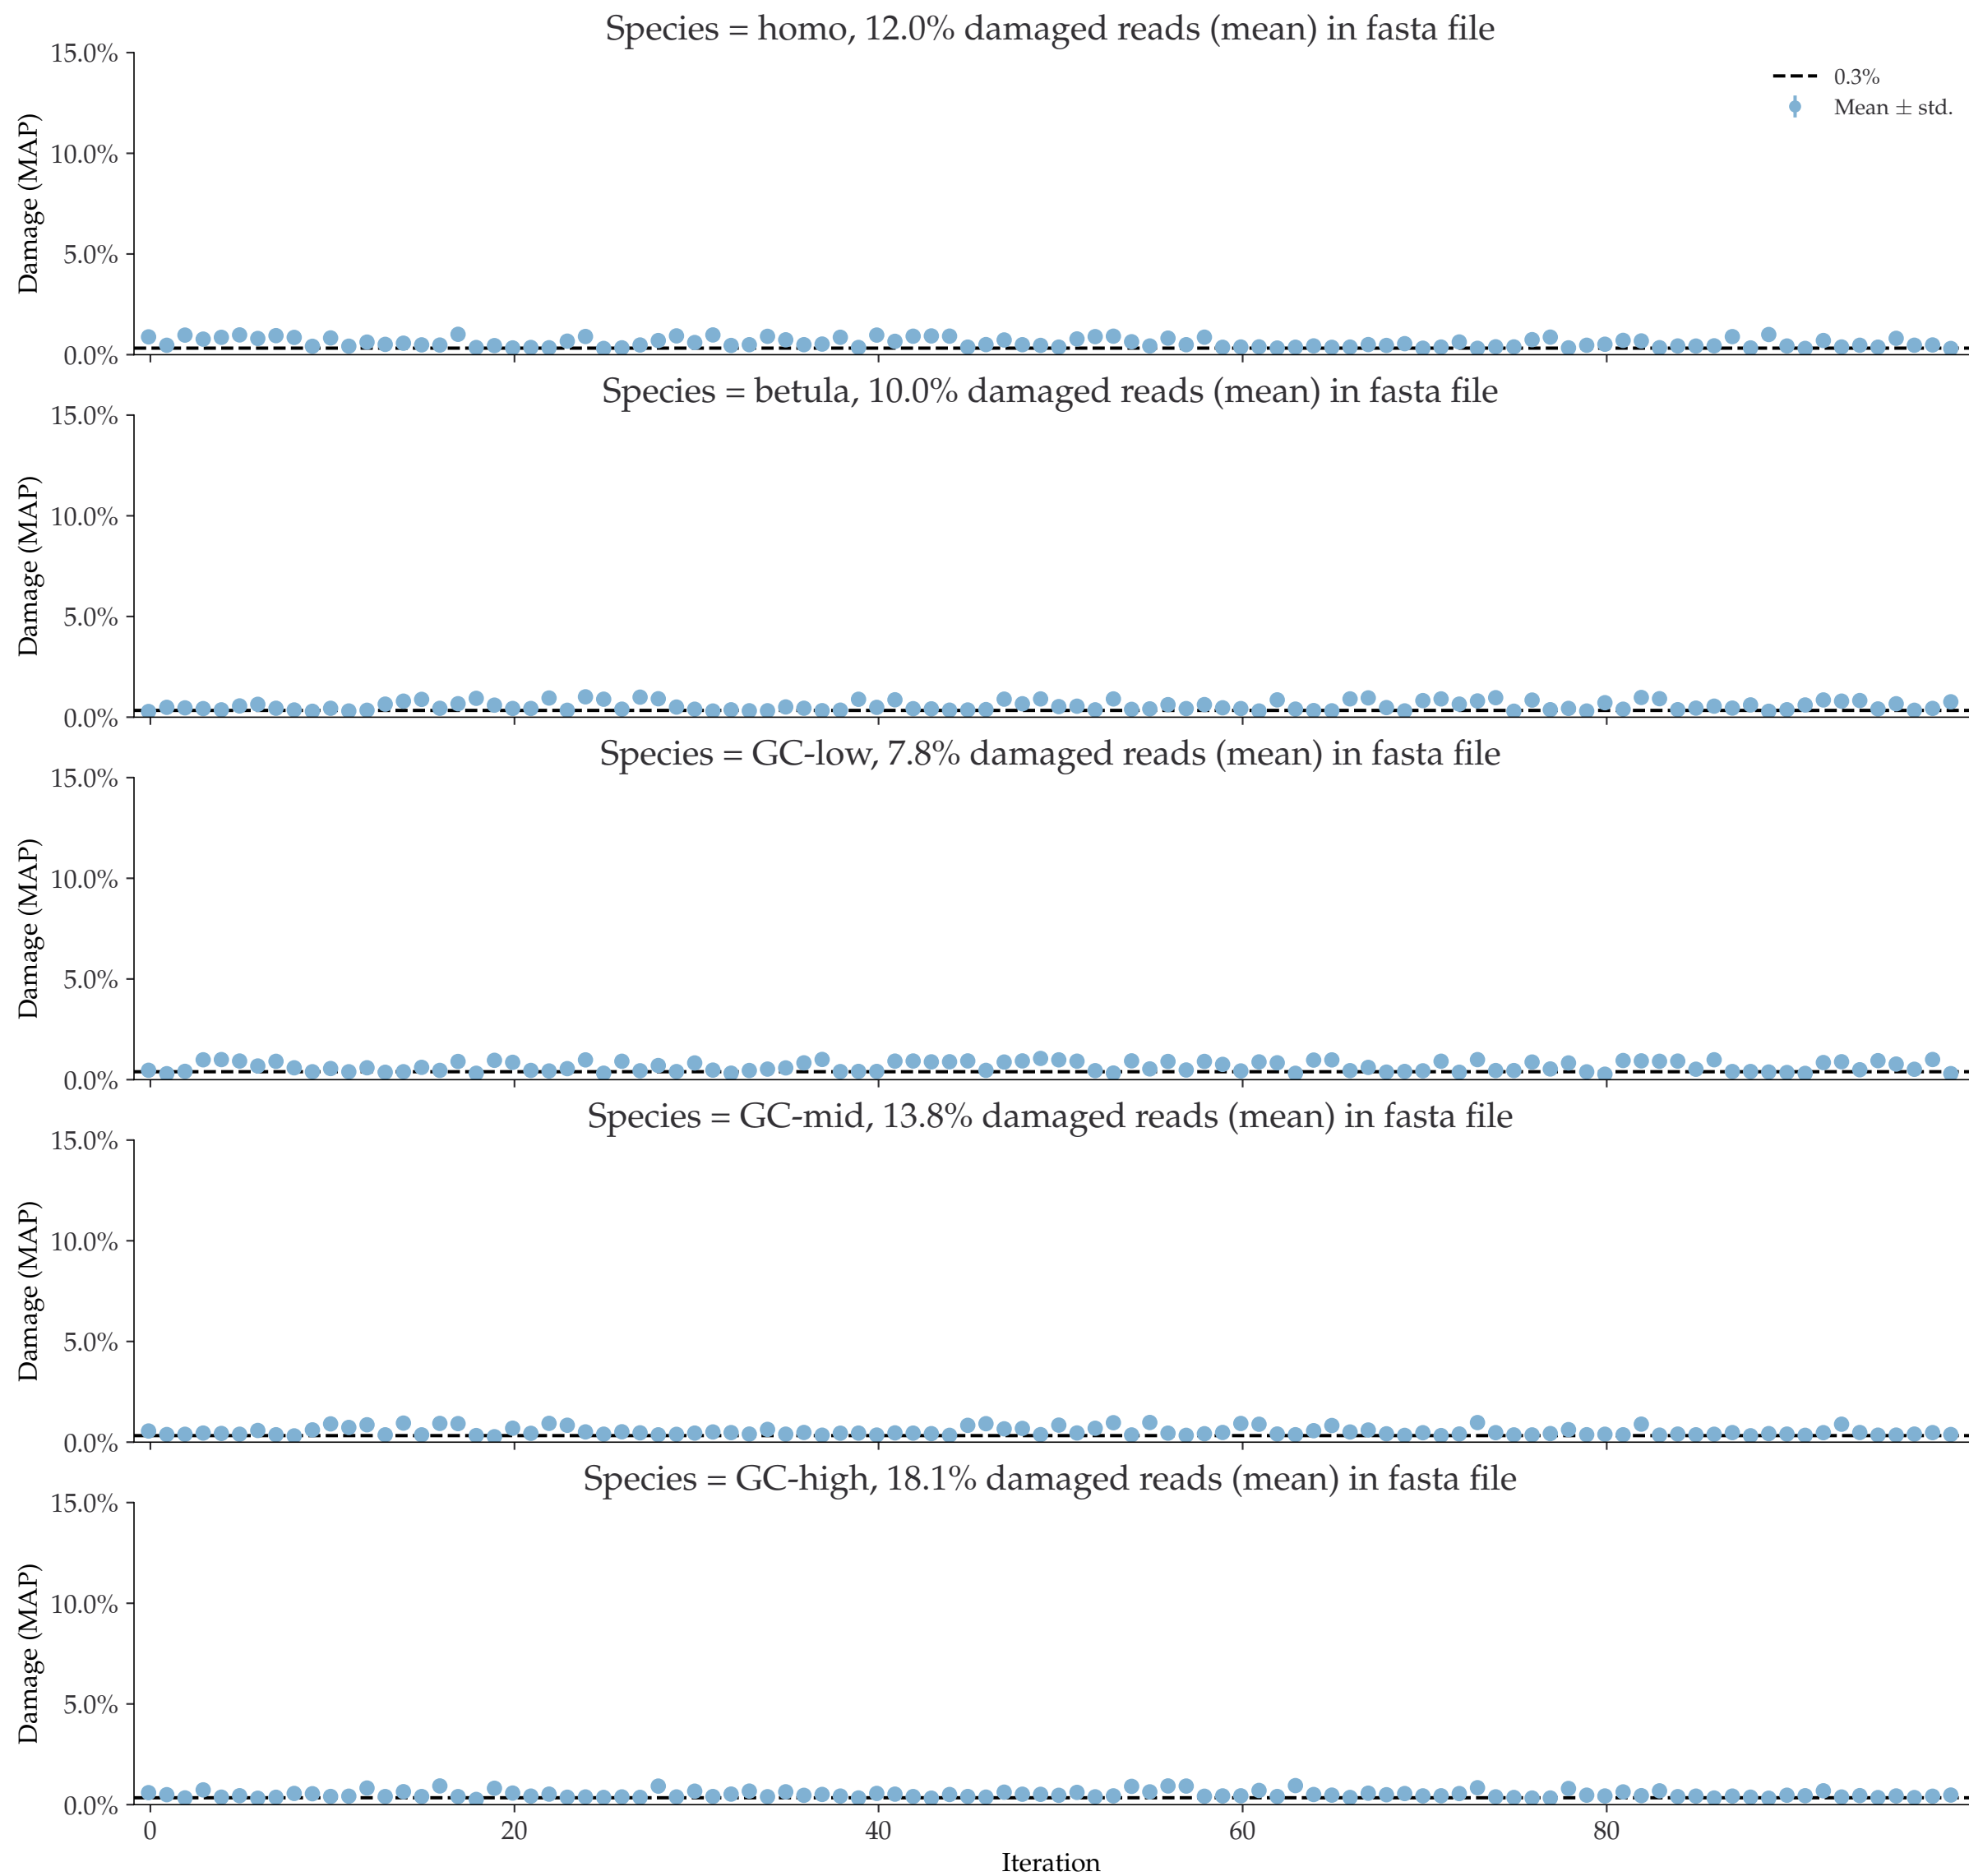 Species = homo, 12.0% damaged reads (mean) in fasta file
15.0%
10.0%
5.0%
0.0%
Damage (MAP)
0.3%
Mean ± std.
Species = betula, 10.0% damaged reads (mean) in fasta file
15.0%
10.0%
5.0%
0.0%
Damage (MAP)
Species = GC-low, 7.8% damaged reads (mean) in fasta file
15.0%
10.0%
5.0%
0.0%
Damage (MAP)
Species = GC-mid, 13.8% damaged reads (mean) in fasta file
15.0%
10.0%
5.0%
0.0%
Damage (MAP)
Species = GC-high, 18.1% damaged reads (mean) in fasta file
15.0%
10.0%
5.0%
0.0%
Damage (MAP)
0 20 40 60 80
Iteration